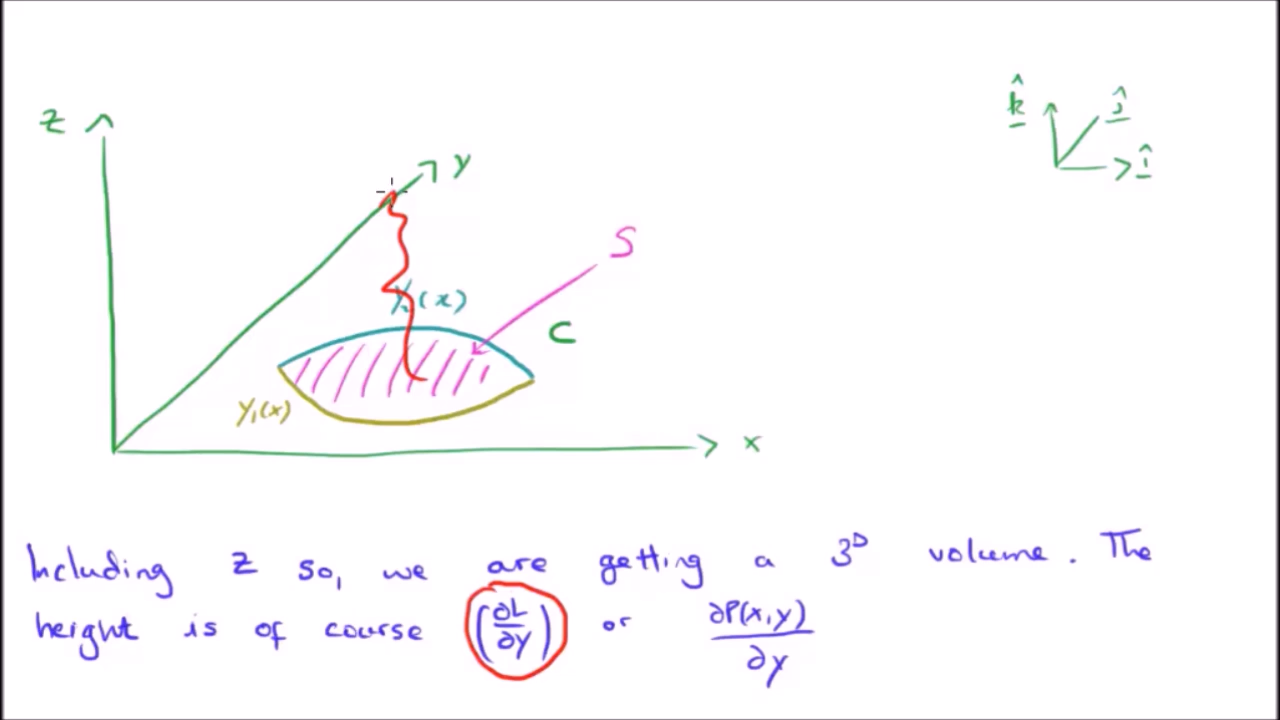 Z
y
k̂
ĵ
î
S
y₂(x)
C
y₁(x)
x
Including z so, we are getting a 3D volume. The
height is of course (∂L/∂y) or ∂P(x,y)/∂y